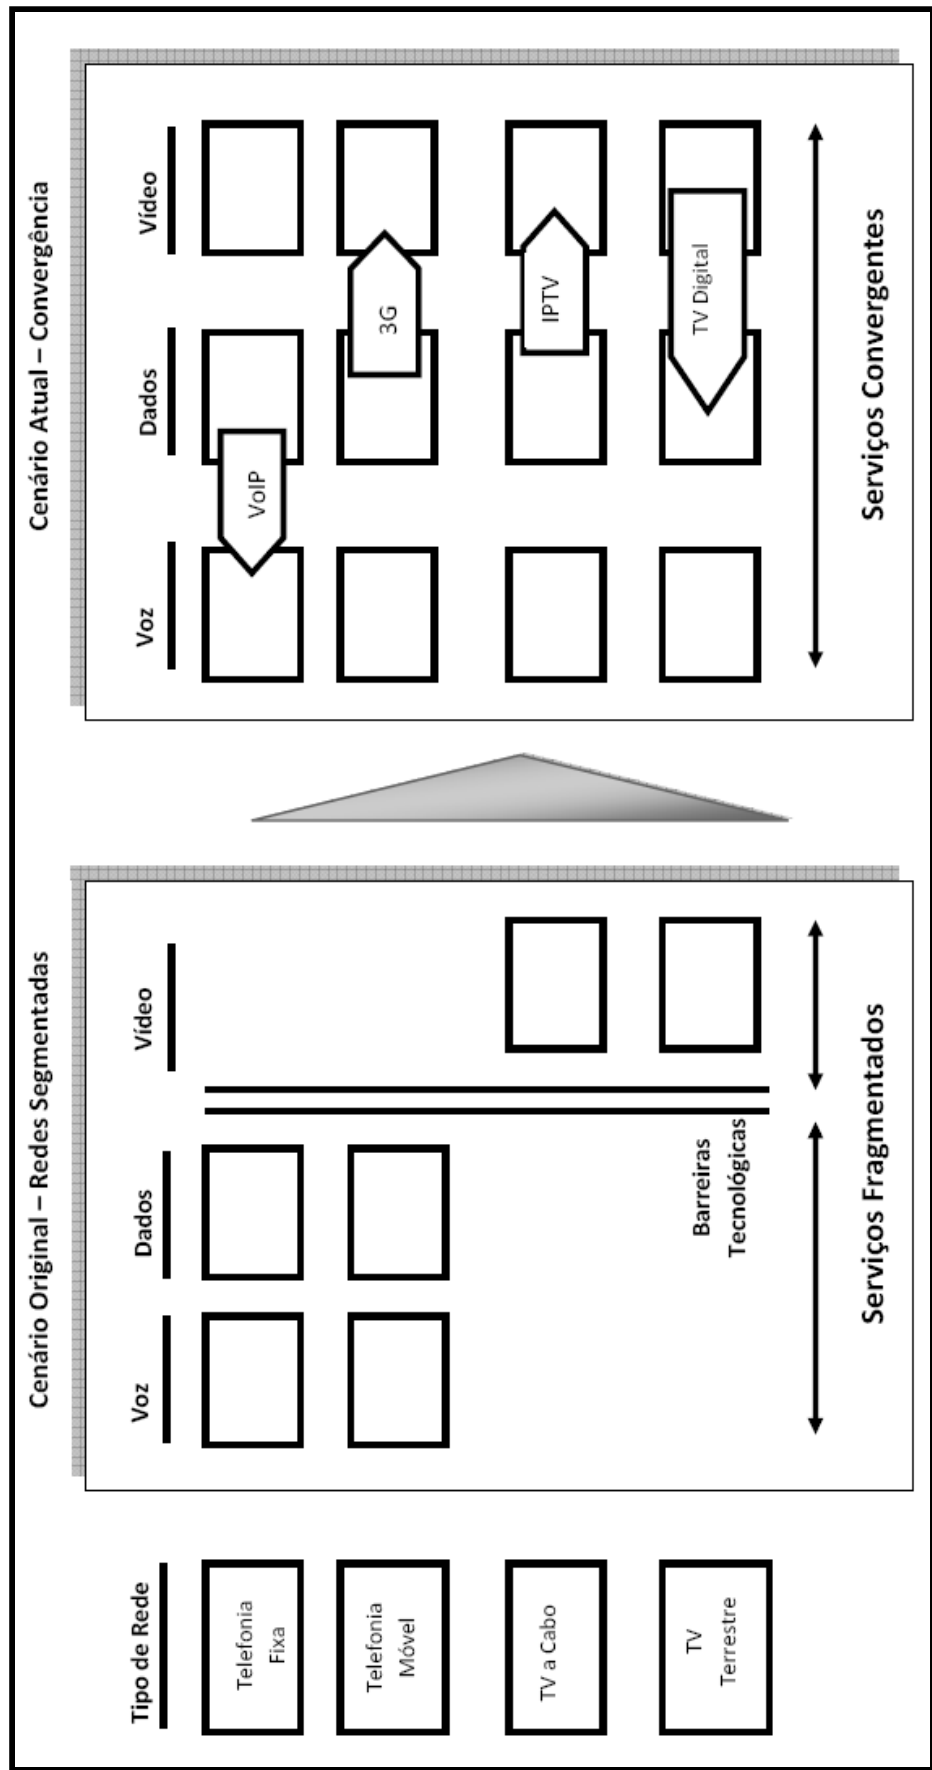 Cenário Original – Redes Segmentadas
Cenário Atual – Convergência
Tipo de Rede
Voz
Dados
Vídeo
Voz
Dados
Vídeo
Telefonia
Fixa
VoIP
Telefonia
Móvel
3G
TV a Cabo
IPTV
TV
Terrestre
Barreiras
Tecnológicas
TV Digital
Serviços Fragmentados
Serviços Convergentes